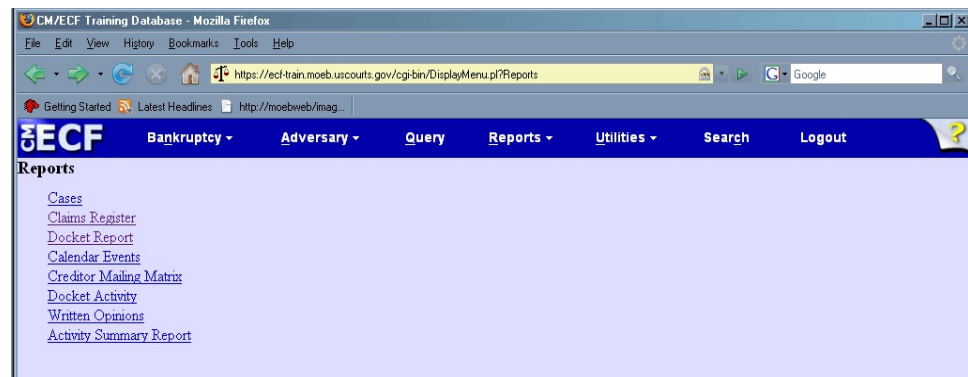 CM/ECF Training Database - Mozilla Firefox
File Edit View History Bookmarks Tools Help
https://ecf-train.moeb.uscourts.gov/cgi-bin/DisplayMenu.pl?Reports G Google
Getting Started Latest Headlines http://moebweb/imag...
CM ECF Bankruptcy Adversary Query Reports Utilities Search Logout ?
Reports
Cases
Claims Register
Docket Report
Calendar Events
Creditor Mailing Matrix
Docket Activity
Written Opinions
Activity Summary Report